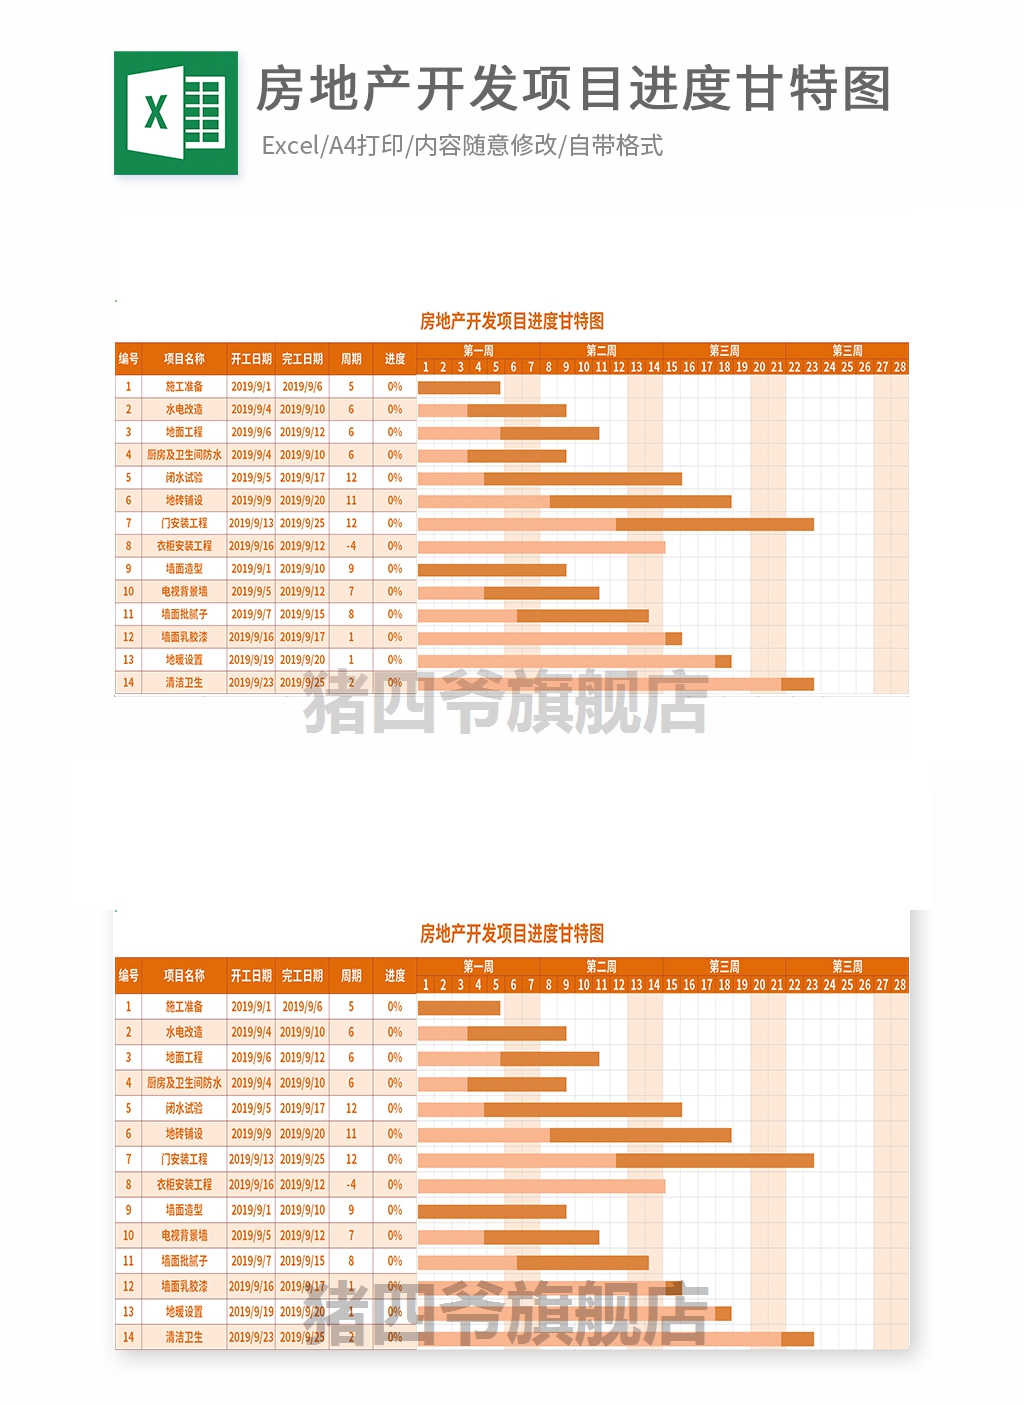 X
房地产开发项目进度甘特图
Excel/A4打印/内容随意修改/自带格式
房地产开发项目进度甘特图
编号 项目名称 开工日期 完工日期 周期 进度 第一周 第二周 第三周 第三周
1 2 3 4 5 6 7 8 9 10 11 12 13 14 15 16 17 18 19 20 21 22 23 24 25 26 27 28
1 施工准备 2019/9/1 2019/9/6 5 0%
2 水电改造 2019/9/4 2019/9/10 6 0%
3 地面工程 2019/9/6 2019/9/12 6 0%
4 厨房及卫生间防水 2019/9/4 2019/9/10 6 0%
5 闭水试验 2019/9/5 2019/9/17 12 0%
6 地砖铺设 2019/9/9 2019/9/20 11 0%
7 门安装工程 2019/9/13 2019/9/25 12 0%
8 衣柜安装工程 2019/9/16 2019/9/12 -4 0%
9 墙面造型 2019/9/1 2019/9/10 9 0%
10 电视背景墙 2019/9/5 2019/9/12 7 0%
11 墙面批腻子 2019/9/7 2019/9/15 8 0%
12 墙面乳胶漆 2019/9/16 2019/9/17 1 0%
13 地暖设置 2019/9/19 2019/9/20 1 0%
14 清洁卫生 2019/9/23 2019/9/25 2 0%
猪四爷旗舰店
房地产开发项目进度甘特图
编号 项目名称 开工日期 完工日期 周期 进度 第一周 第二周 第三周 第三周
1 2 3 4 5 6 7 8 9 10 11 12 13 14 15 16 17 18 19 20 21 22 23 24 25 26 27 28
1 施工准备 2019/9/1 2019/9/6 5 0%
2 水电改造 2019/9/4 2019/9/10 6 0%
3 地面工程 2019/9/6 2019/9/12 6 0%
4 厨房及卫生间防水 2019/9/4 2019/9/10 6 0%
5 闭水试验 2019/9/5 2019/9/17 12 0%
6 地砖铺设 2019/9/9 2019/9/20 11 0%
7 门安装工程 2019/9/13 2019/9/25 12 0%
8 衣柜安装工程 2019/9/16 2019/9/12 -4 0%
9 墙面造型 2019/9/1 2019/9/10 9 0%
10 电视背景墙 2019/9/5 2019/9/12 7 0%
11 墙面批腻子 2019/9/7 2019/9/15 8 0%
12 墙面乳胶漆 2019/9/16 2019/9/17 1 0%
13 地暖设置 2019/9/19 2019/9/20 1 0%
14 清洁卫生 2019/9/23 2019/9/25 2 0%
猪四爷旗舰店